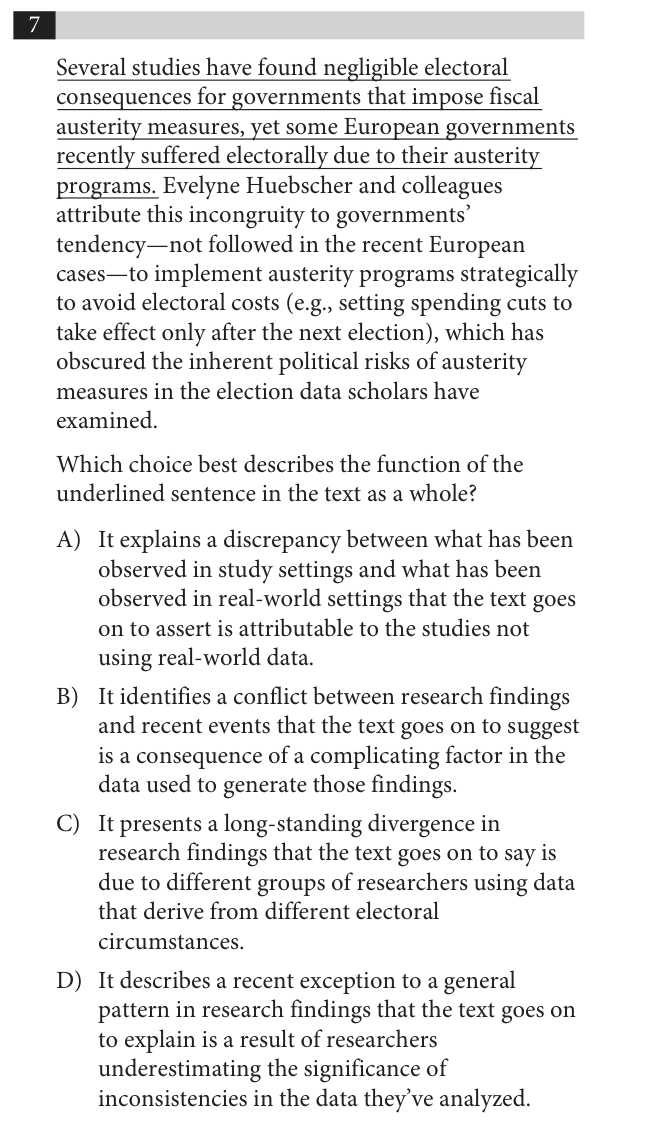 7
Several studies have found negligible electoral
consequences for governments that impose fiscal
austerity measures, yet some European governments
recently suffered electorally due to their austerity
programs. Evelyne Huebscher and colleagues
attribute this incongruity to governments’
tendency—not followed in the recent European
cases—to implement austerity programs strategically
to avoid electoral costs (e.g., setting spending cuts to
take effect only after the next election), which has
obscured the inherent political risks of austerity
measures in the election data scholars have
examined.
Which choice best describes the function of the
underlined sentence in the text as a whole?
A) It explains a discrepancy between what has been
observed in study settings and what has been
observed in real-world settings that the text goes
on to assert is attributable to the studies not
using real-world data.
B) It identifies a conflict between research findings
and recent events that the text goes on to suggest
is a consequence of a complicating factor in the
data used to generate those findings.
C) It presents a long-standing divergence in
research findings that the text goes on to say is
due to different groups of researchers using data
that derive from different electoral
circumstances.
D) It describes a recent exception to a general
pattern in research findings that the text goes on
to explain is a result of researchers
underestimating the significance of
inconsistencies in the data they’ve analyzed.